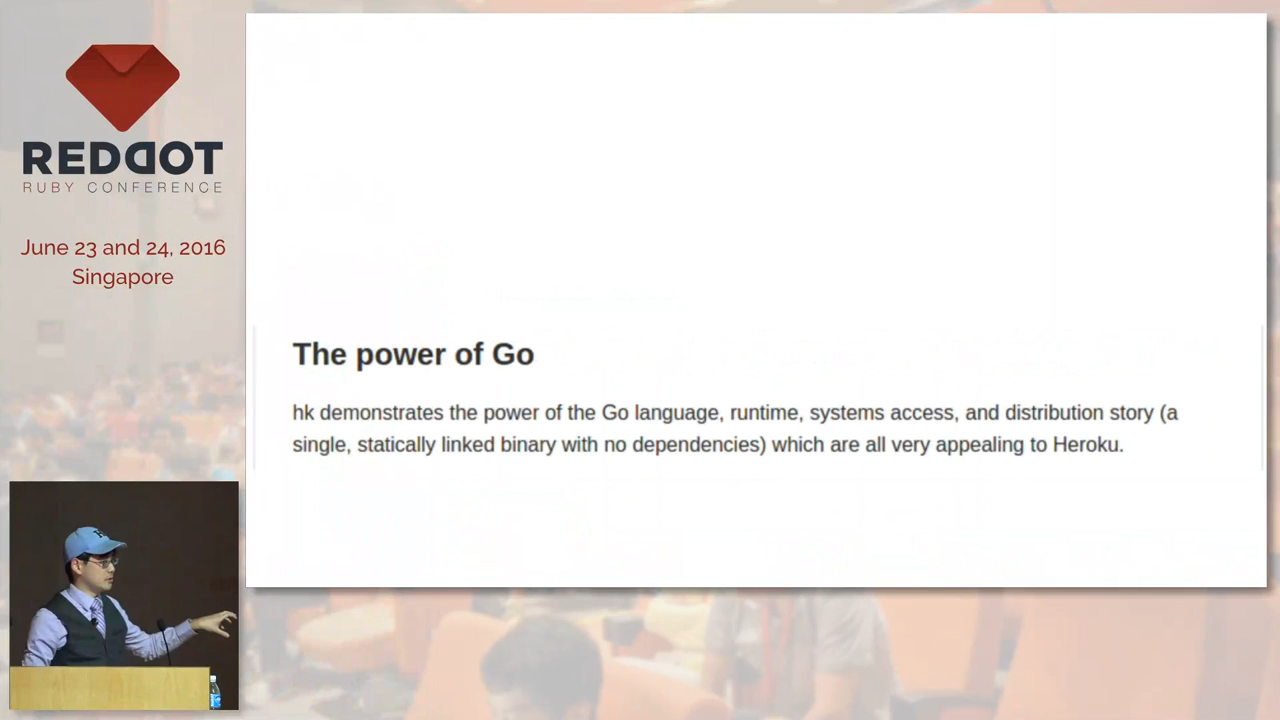 REDDOT
RUBY CONFERENCE
June 23 and 24, 2016
Singapore
The power of Go
hk demonstrates the power of the Go language, runtime, systems access, and distribution story (a
single, statically linked binary with no dependencies) which are all very appealing to Heroku.